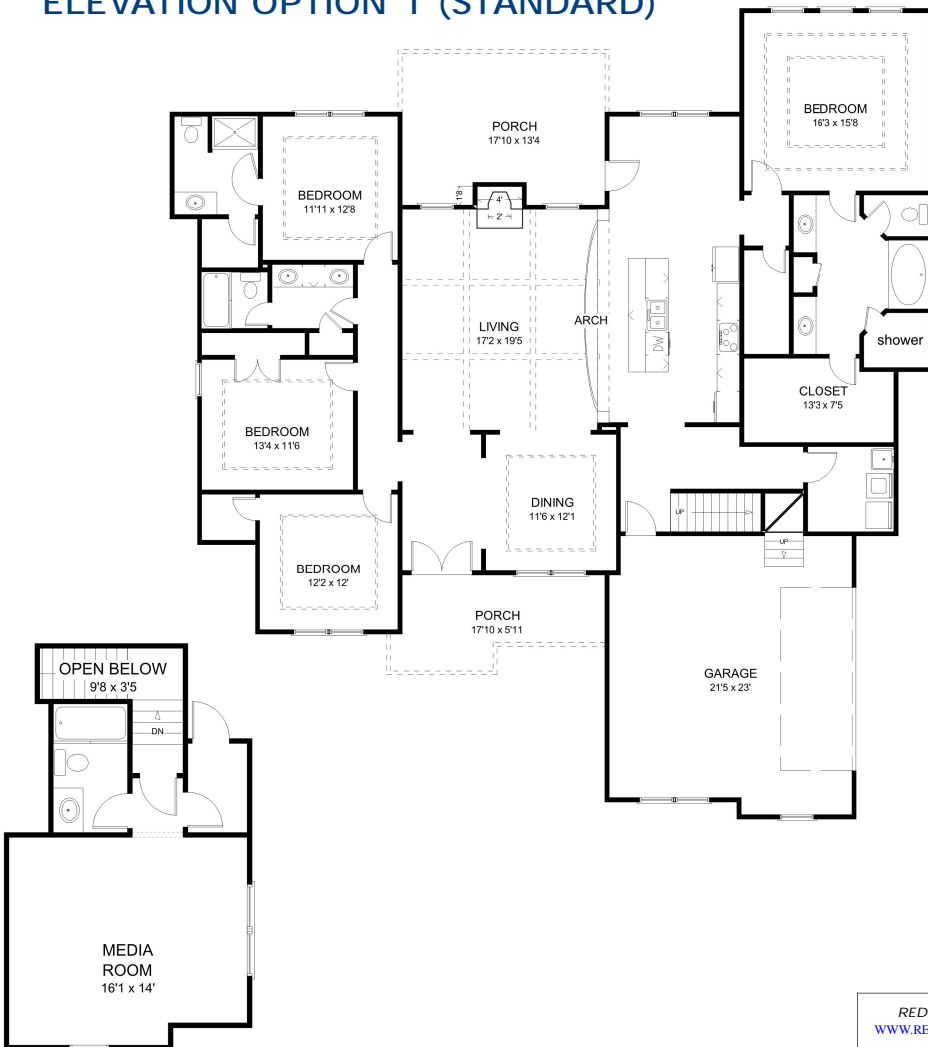 ELEVATION OPTION 1 (STANDARD)
BEDROOM
16'3 x 15'8
PORCH
17'10 x 13'4
BEDROOM
11'11 x 12'8
1'8
4'
2'
LIVING
17'2 x 19'5
ARCH
DW
shower
CLOSET
13'3 x 7'5
BEDROOM
13'4 x 11'6
DINING
11'6 x 12'1
UP
UP
BEDROOM
12'2 x 12'
PORCH
17'10 x 5'11
GARAGE
21'5 x 23'
OPEN BELOW
9'8 x 3'5
DN
MEDIA
ROOM
16'1 x 14'
RED
WWW.RE